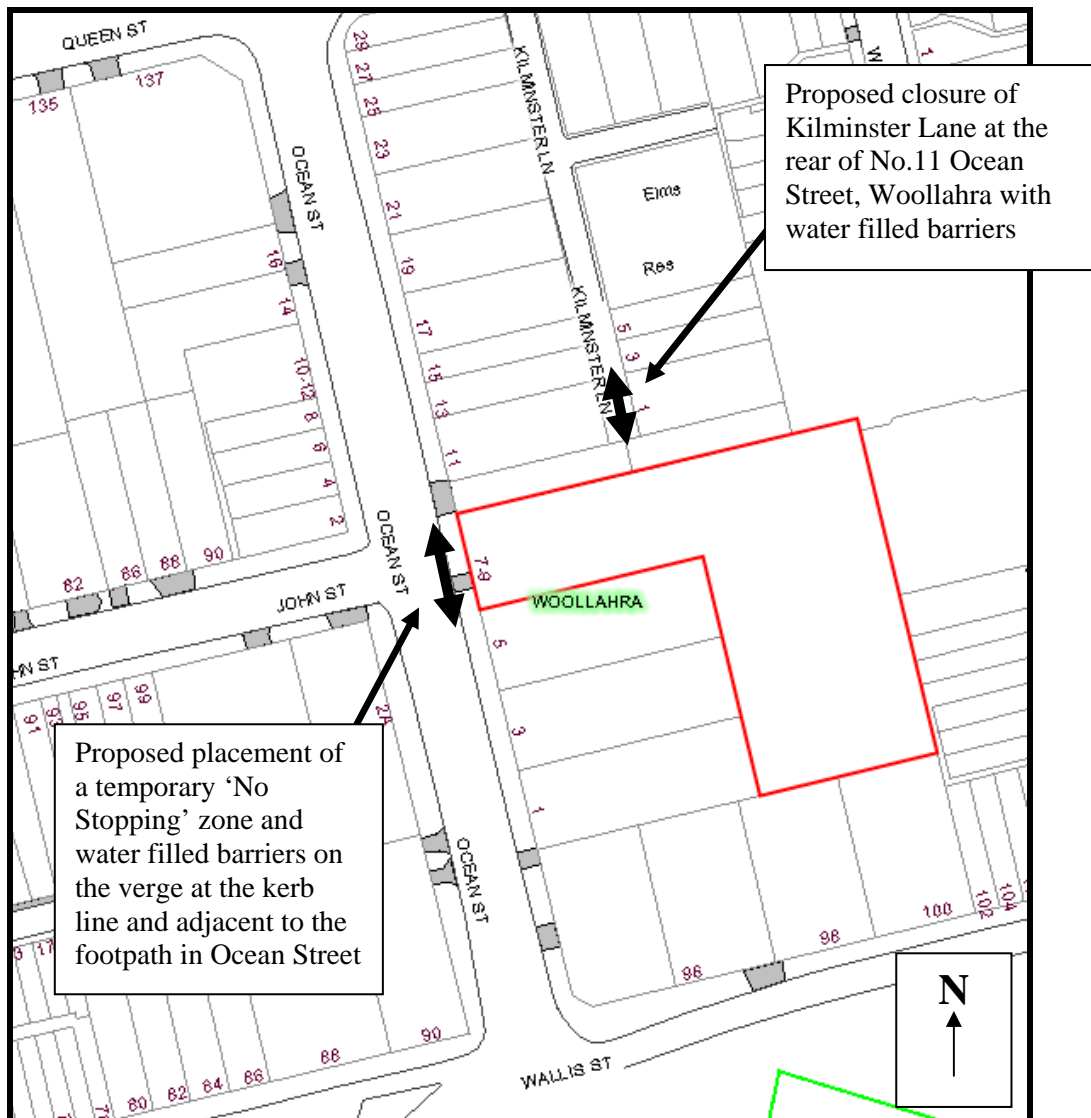 QUEEN ST
135
137
29
27
25
23
21
19
17
15
13
11
KILMINSTER LN
W
1
Proposed closure of
Kilminster Lane at the
rear of No.11 Ocean
Street, Woollahra with
water filled barriers
OCEAN ST
16
14
10-12
8
6
4
2
Elms
Res
KILMINSTER LN
5
3
1
82
86
88
90
JOHN ST
OCEAN ST
7-9
WOOLLAHRA
5
3
1
HN ST
91
95
97
99
2A
Proposed placement of
a temporary ‘No
Stopping’ zone and
water filled barriers on
the verge at the kerb
line and adjacent to the
footpath in Ocean Street
OCEAN ST
17
96
98
100
102
104
N
80
82
84
86
88
90
WALLIS ST